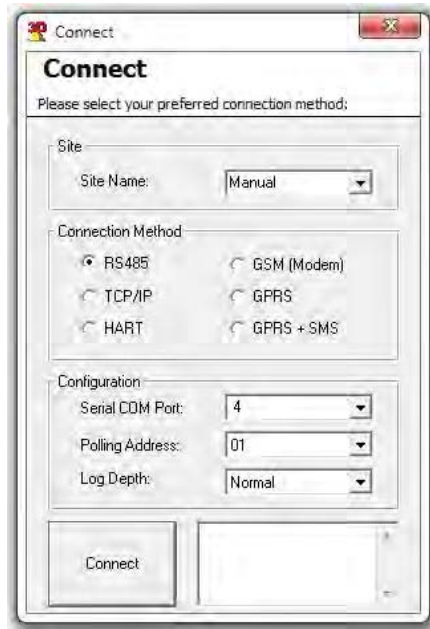 Connect
Connect
Please select your preferred connection method:
Site
Site Name: Manual
Connection Method
RS485 GSM (Modem)
TCP/IP GPRS
HART GPRS + SMS
Configuration
Serial COM Port: 4
Polling Address: 01
Log Depth: Normal
Connect